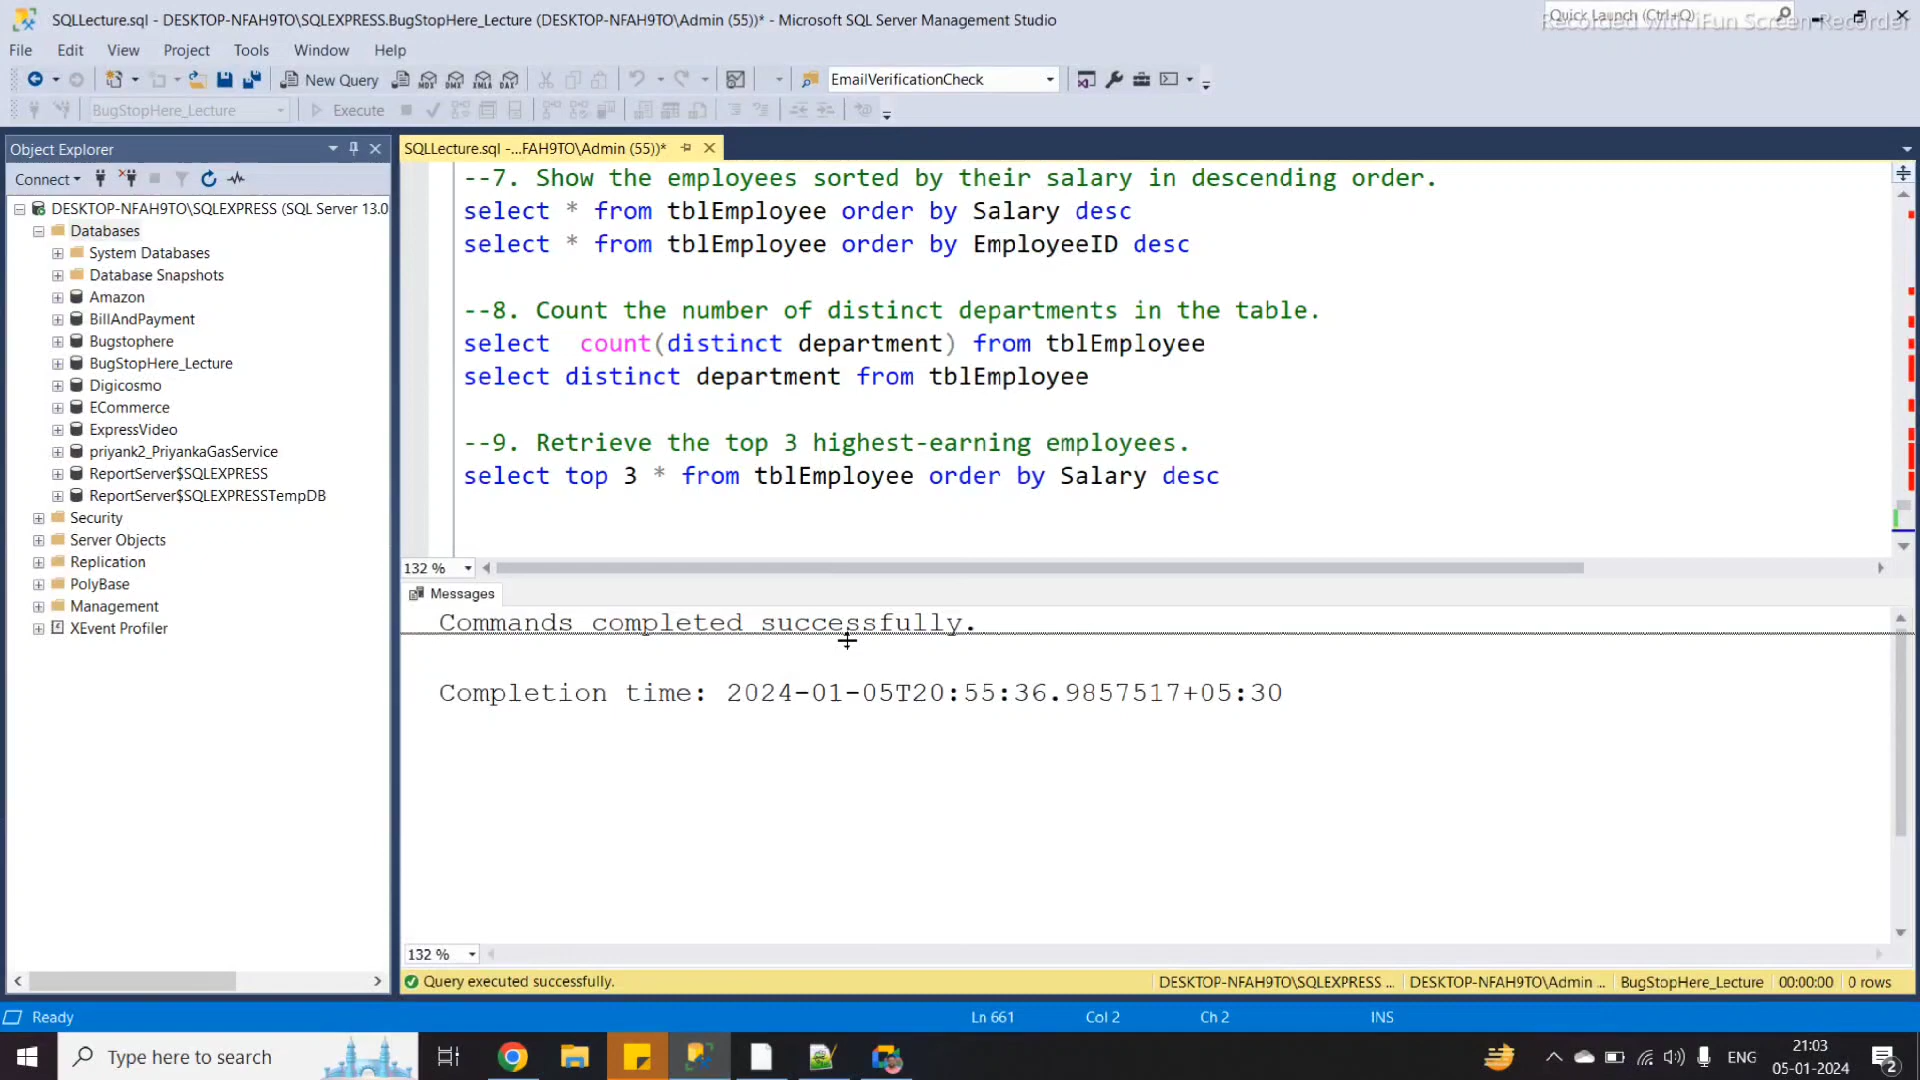 SQLLecture.sql - DESKTOP-NFAH9TO\SQLEXPRESS.BugStopHere_Lecture (DESKTOP-NFAH9TO\Admin (55))* - Microsoft SQL Server Management Studio
Quick Launch (Ctrl+Q)
Recorded with iFun Screen Recorder
File Edit View Project Tools Window Help
New Query
EmailVerificationCheck
BugStopHere_Lecture
Execute
Object Explorer
SQLLecture.sql -...FAH9TO\Admin (55))*
Connect
DESKTOP-NFAH9TO\SQLEXPRESS (SQL Server 13.0
Databases
System Databases
Database Snapshots
Amazon
BillAndPayment
Bugstophere
BugStopHere_Lecture
Digicosmo
ECommerce
ExpressVideo
priyank2_PriyankaGasService
ReportServer$SQLEXPRESS
ReportServer$SQLEXPRESSTempDB
Security
Server Objects
Replication
PolyBase
Management
XEvent Profiler
--7. Show the employees sorted by their salary in descending order.
select * from tblEmployee order by Salary desc
select * from tblEmployee order by EmployeeID desc
--8. Count the number of distinct departments in the table.
select  count(distinct department) from tblEmployee
select distinct department from tblEmployee
--9. Retrieve the top 3 highest-earning employees.
select top 3 * from tblEmployee order by Salary desc
132 %
Messages
Commands completed successfully.
Completion time: 2024-01-05T20:55:36.9857517+05:30
132 %
Query executed successfully.
DESKTOP-NFAH9TO\SQLEXPRESS ... DESKTOP-NFAH9TO\Admin ... BugStopHere_Lecture 00:00:00 0 rows
Ready
Ln 661 Col 2 Ch 2 INS
Type here to search
ENG
21:03
05-01-2024
2